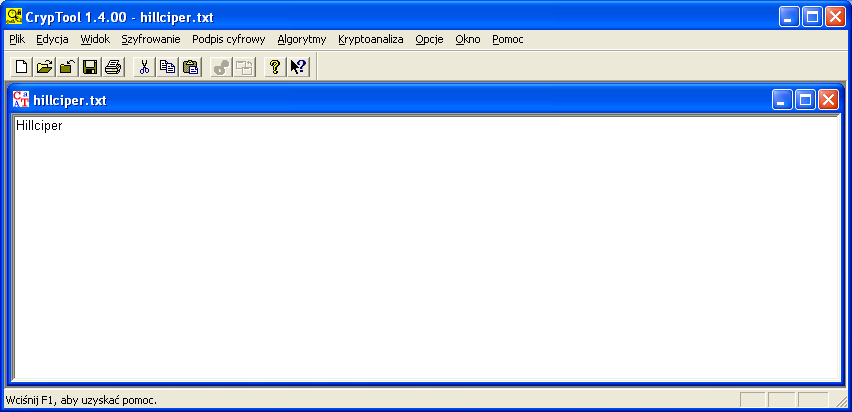 CrypTool 1.4.00 - hillciper.txt
Plik Edycja Widok Szyfrowanie Podpis cyfrowy Algorytmy Kryptoanaliza Opcje Okno Pomoc
hillciper.txt
Hillciper
Wciśnij F1, aby uzyskać pomoc.